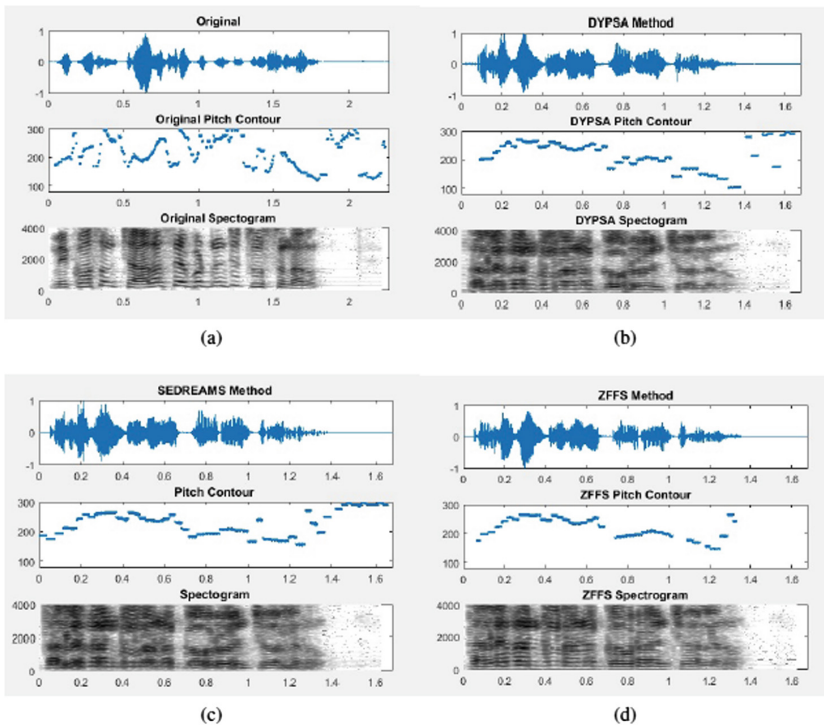 Original
1
0
-1
0 0.5 1 1.5 2
Original Pitch Contour
300
200
100
0 0.5 1 1.5 2
Original Spectogram
4000
2000
0
0 0.5 1 1.5 2
(a)
DYPSA Method
1
0
-1
0 0.2 0.4 0.6 0.8 1 1.2 1.4 1.6
DYPSA Pitch Contour
300
200
100
0 0.2 0.4 0.6 0.8 1 1.2 1.4 1.6
DYPSA Spectogram
4000
2000
0
0 0.2 0.4 0.6 0.8 1 1.2 1.4 1.6
(b)
SEDREAMS Method
1
0
-1
0 0.2 0.4 0.6 0.8 1 1.2 1.4 1.6
Pitch Contour
300
200
100
0 0.2 0.4 0.6 0.8 1 1.2 1.4 1.6
Spectogram
4000
2000
0
0 0.2 0.4 0.6 0.8 1 1.2 1.4 1.6
(c)
ZFFS Method
1
0
-1
0 0.2 0.4 0.6 0.8 1 1.2 1.4 1.6
ZFFS Pitch Contour
300
200
100
0 0.2 0.4 0.6 0.8 1 1.2 1.4 1.6
ZFFS Spectrogram
4000
2000
0
0 0.2 0.4 0.6 0.8 1 1.2 1.4 1.6
(d)